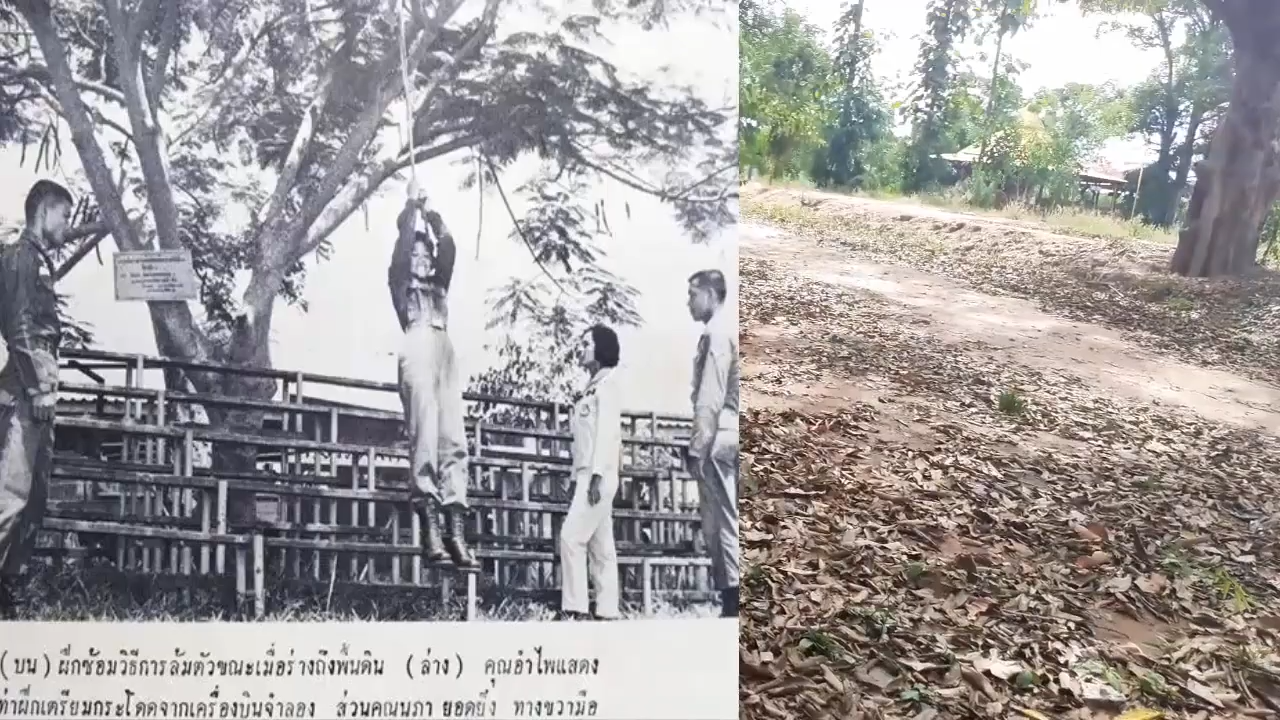 (บน) ฝึกซ้อมวิธีการล้มตัวขณะเมื่อร่างถึงพื้นดิน (ล่าง) คุณอำไพแสดง
ท่าฝึกเตรียมกระโดดจากเครื่องบินจำลอง ส่วนคุณนภา ยอดยิ่ง ทางขวามือ